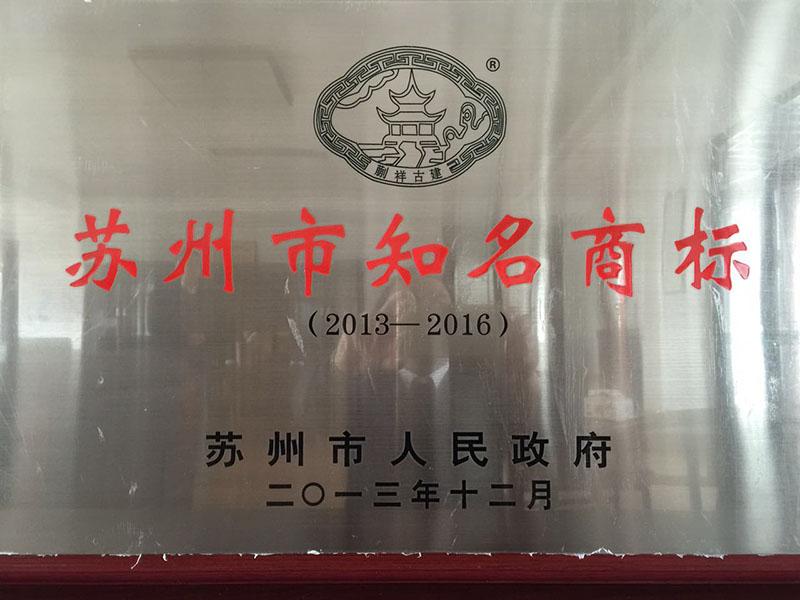 ®
蒯祥古建
苏州市知名商标
(2013—2016)
苏州市人民政府
二〇一三年十二月